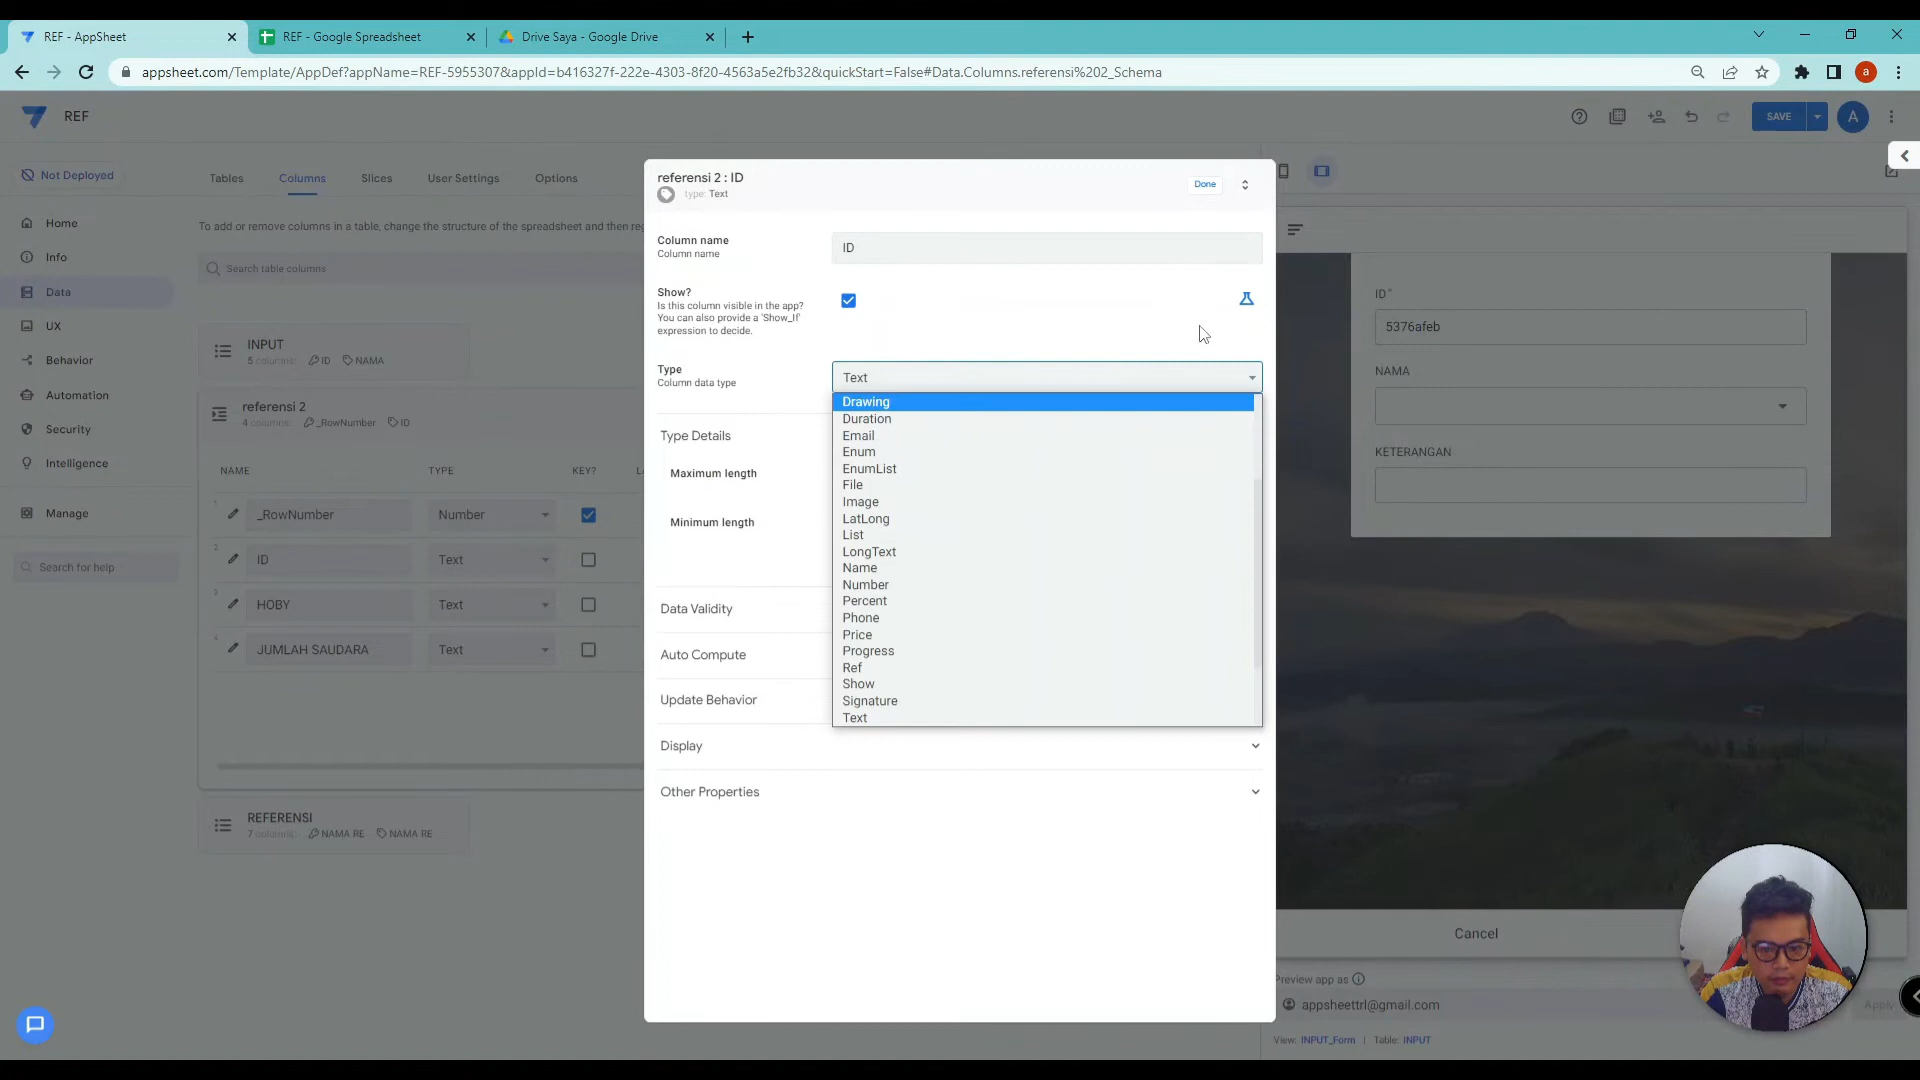 REF - AppSheet
REF - Google Spreadsheet
Drive Saya - Google Drive
appsheet.com/Template/AppDef?appName=REF-5955307&appId=b416327f-222e-4303-8f20-4563a5e2fb32&quickStart=False#Data.Columns.referensi%202_Schema
a
REF
SAVE
A
Not Deployed
Tables
Columns
Slices
User Settings
Options
Home
Info
Data
UX
Behavior
Automation
Security
Intelligence
Manage
Search for help
To add or remove columns in a table, change the structure of the spreadsheet and then reg
Search table columns
INPUT
5 columns: ID NAMA
referensi 2
4 columns: _RowNumber ID
NAME TYPE KEY?
1 _RowNumber Number
2 ID Text
3 HOBY Text
4 JUMLAH SAUDARA Text
REFERENSI
7 columns: NAMA RE NAMA RE
referensi 2 : ID
type: Text
Done
Column name
Column name
ID
Show?
Is this column visible in the app?
You can also provide a 'Show_If'
expression to decide.
Type
Column data type
Text
Drawing
Duration
Email
Enum
EnumList
File
Image
LatLong
List
LongText
Name
Number
Percent
Phone
Price
Progress
Ref
Show
Signature
Text
Type Details
Maximum length
Minimum length
Data Validity
Auto Compute
Update Behavior
Display
Other Properties
ID*
5376afeb
NAMA
KETERANGAN
Cancel
Preview app as
appsheettrl@gmail.com
Apply
View: INPUT_Form | Table: INPUT